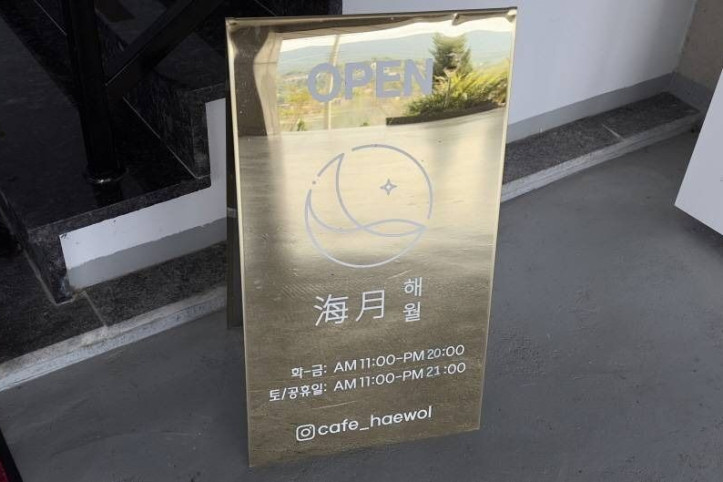 OPEN
海月 해월
화-금: AM 11:00-PM 20:00
토/공휴일: AM 11:00-PM 21:00
cafe_haewol